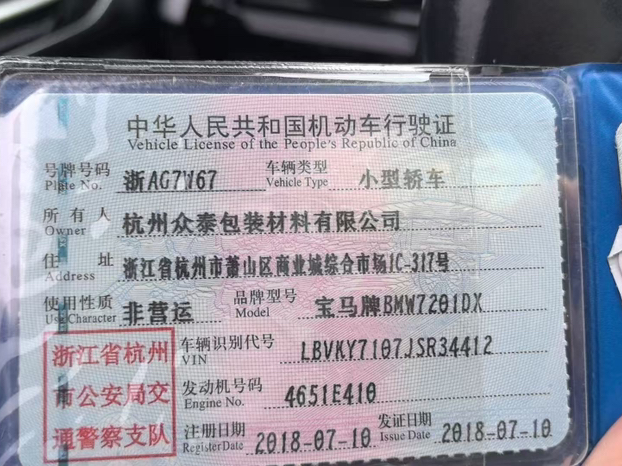 中华人民共和国机动车行驶证
Vehicle License of the People's Republic of China
号牌号码 浙AG7W67 车辆类型 小型轿车
Plate No. Vehicle Type
所有人 杭州众泰包装材料有限公司
Owner
住址 浙江省杭州市萧山区商业城综合市场1C-317号
Address
使用性质 非营运 品牌型号 宝马牌BMW7201DX
Use Character Model
浙江省杭州
市公安局交
通警察支队
车辆识别代号 LBVKY7107JSR34412
VIN
发动机号码 4651E410
Engine No.
注册日期 2018-07-10 发证日期 2018-07-10
Register Date Issue Date